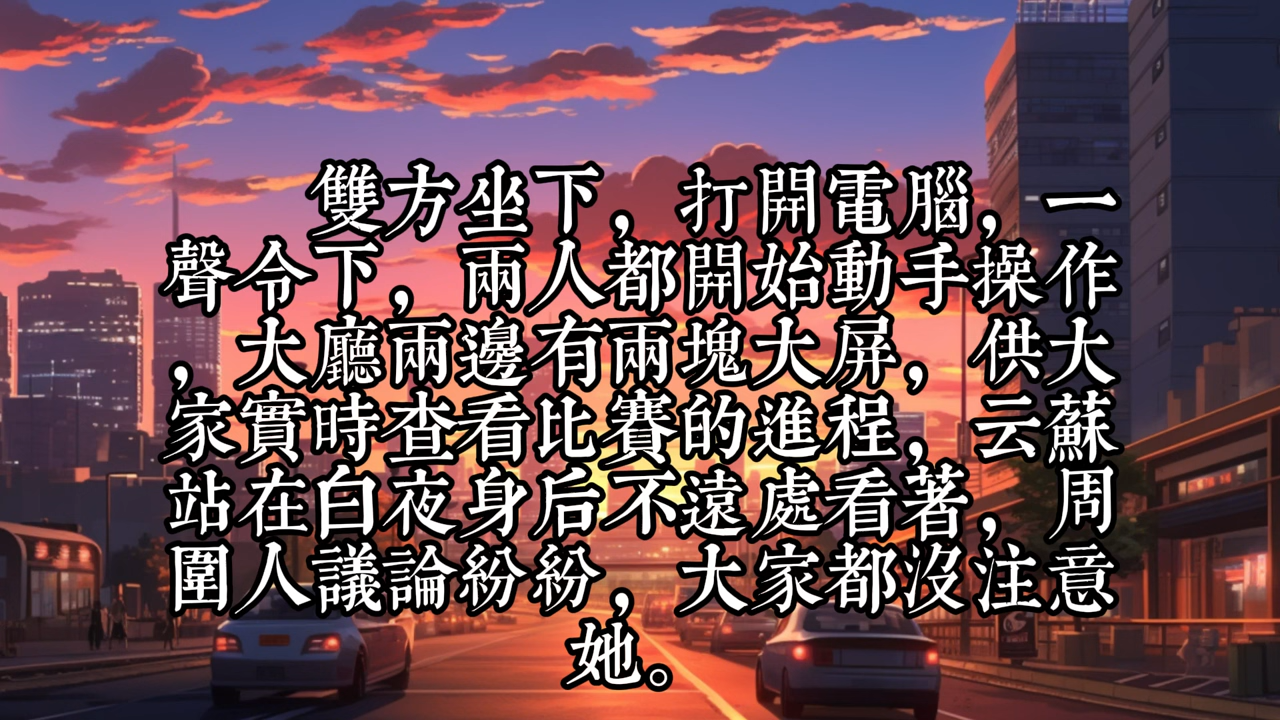 雙方坐下，打開電腦，一
聲令下，兩人都開始動手操作
，大廳兩邊有兩塊大屏，供大
家實時查看比賽的進程，云蘇
站在白夜身后不遠處看著，周
圍人議論紛紛，大家都沒注意
她。